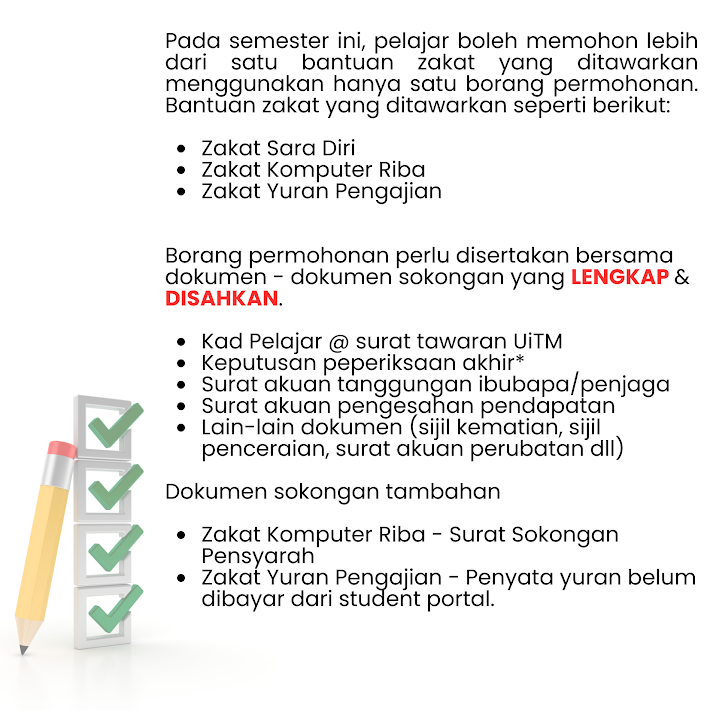 Pada semester ini, pelajar boleh memohon lebih
dari satu bantuan zakat yang ditawarkan
menggunakan hanya satu borang permohonan.
Bantuan zakat yang ditawarkan seperti berikut:
• Zakat Sara Diri
• Zakat Komputer Riba
• Zakat Yuran Pengajian
Borang permohonan perlu disertakan bersama
dokumen - dokumen sokongan yang LENGKAP &
DISAHKAN.
• Kad Pelajar @ surat tawaran UiTM
• Keputusan peperiksaan akhir*
• Surat akuan tanggungan ibubapa/penjaga
• Surat akuan pengesahan pendapatan
• Lain-lain dokumen (sijil kematian, sijil
penceraian, surat akuan perubatan dll)
Dokumen sokongan tambahan
• Zakat Komputer Riba - Surat Sokongan
Pensyarah
• Zakat Yuran Pengajian - Penyata yuran belum
dibayar dari student portal.